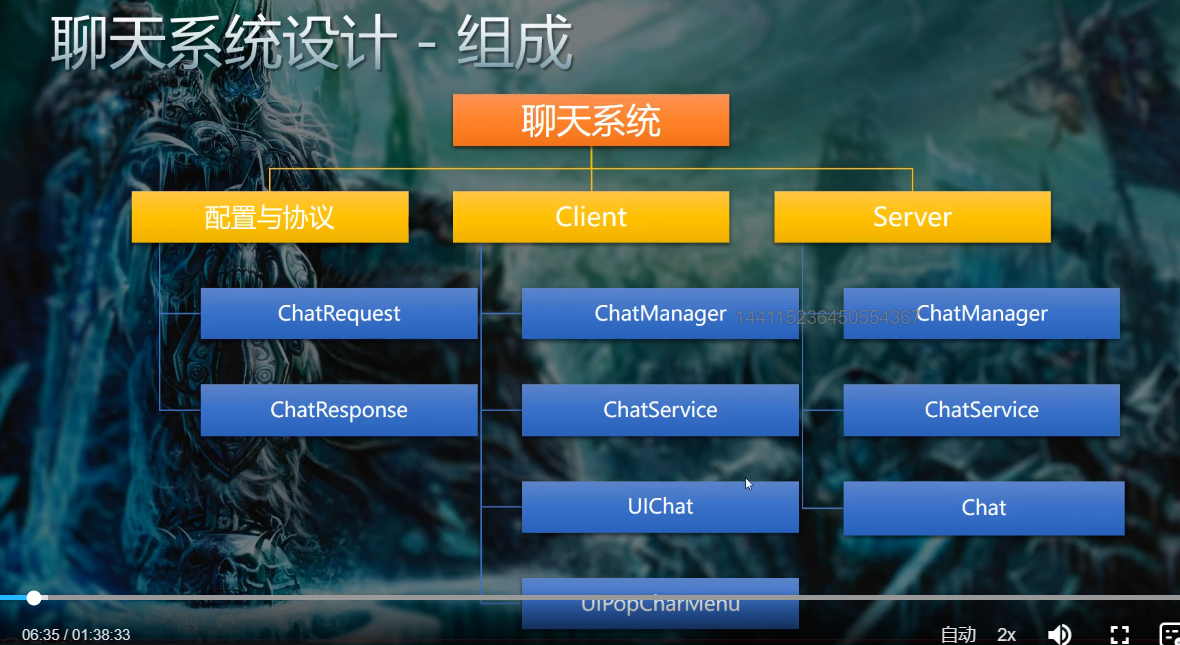 聊天系统设计 - 组成
聊天系统
配置与协议
Client
Server
ChatRequest
ChatManager
144115236450554367
ChatManager
ChatResponse
ChatService
ChatService
UIChat
Chat
UIPopCharMenu
06:35 / 01:38:33
自动
2x